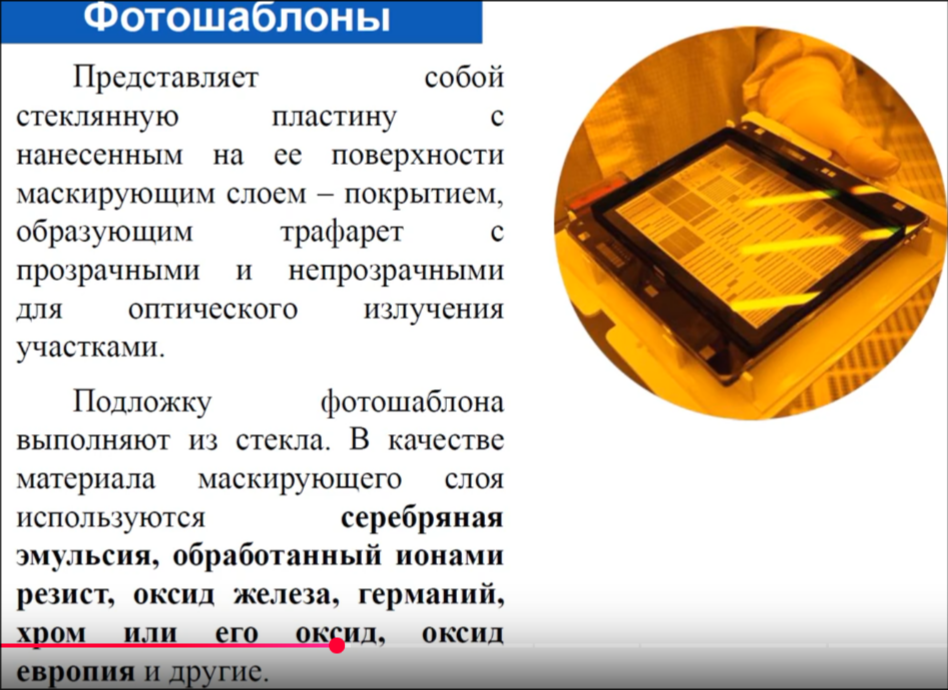 Фотошаблоны
Представляет собой
стеклянную пластину с
нанесенным на ее поверхности
маскирующим слоем – покрытием,
образующим трафарет с
прозрачными и непрозрачными
для оптического излучения
участками.
Подложку фотошаблона
выполняют из стекла. В качестве
материала маскирующего слоя
используются серебряная
эмульсия, обработанный ионами
резист, оксид железа, германий,
хром или его оксид, оксид
европия и другие.